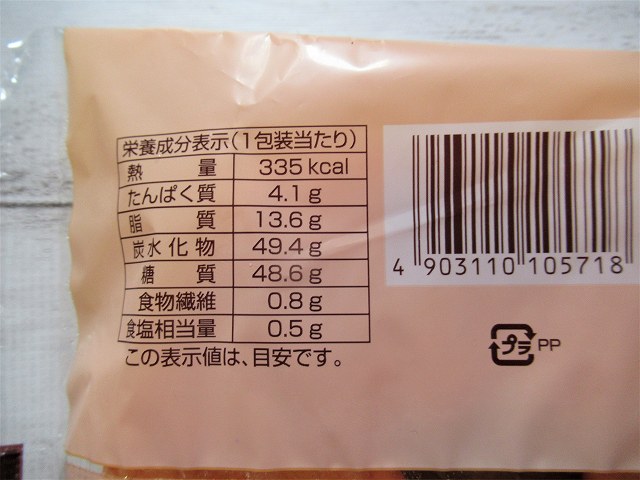 栄養成分表示(1包装当たり)
熱量 335kcal
たんぱく質 4.1g
脂質 13.6g
炭水化物 49.4g
糖質 48.6g
食物繊維 0.8g
食塩相当量 0.5g
この表示値は、目安です。
4 903110 105718
プラ PP